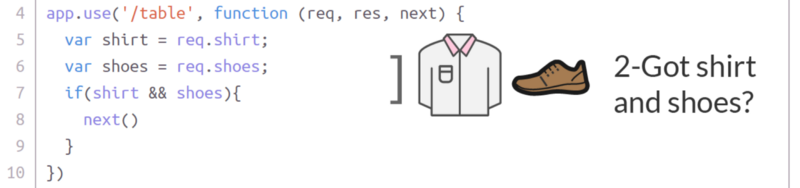 4 app.use('/table', function (req, res, next) {
5 var shirt = req.shirt;
6 var shoes = req.shoes;
7 if(shirt && shoes){
8 next()
9 }
10 })
]
2-Got shirt
and shoes?